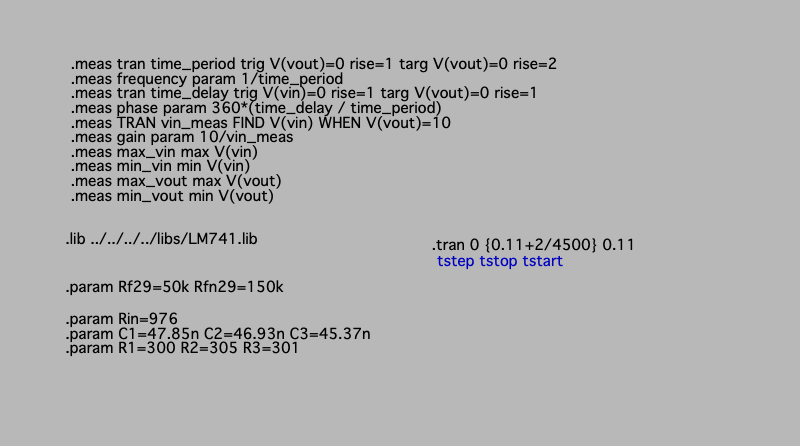 .meas tran time_period trig V(vout)=0 rise=1 targ V(vout)=0 rise=2
.meas frequency param 1/time_period
.meas tran time_delay trig V(vin)=0 rise=1 targ V(vout)=0 rise=1
.meas phase param 360*(time_delay / time_period)
.meas TRAN vin_meas FIND V(vin) WHEN V(vout)=10
.meas gain param 10/vin_meas
.meas max_vin max V(vin)
.meas min_vin min V(vin)
.meas max_vout max V(vout)
.meas min_vout min V(vout)
.lib ../../../../libs/LM741.lib
.tran 0 {0.11+2/4500} 0.11
tstep tstop tstart
.param Rf29=50k Rfn29=150k
.param Rin=976
.param C1=47.85n C2=46.93n C3=45.37n
.param R1=300 R2=305 R3=301